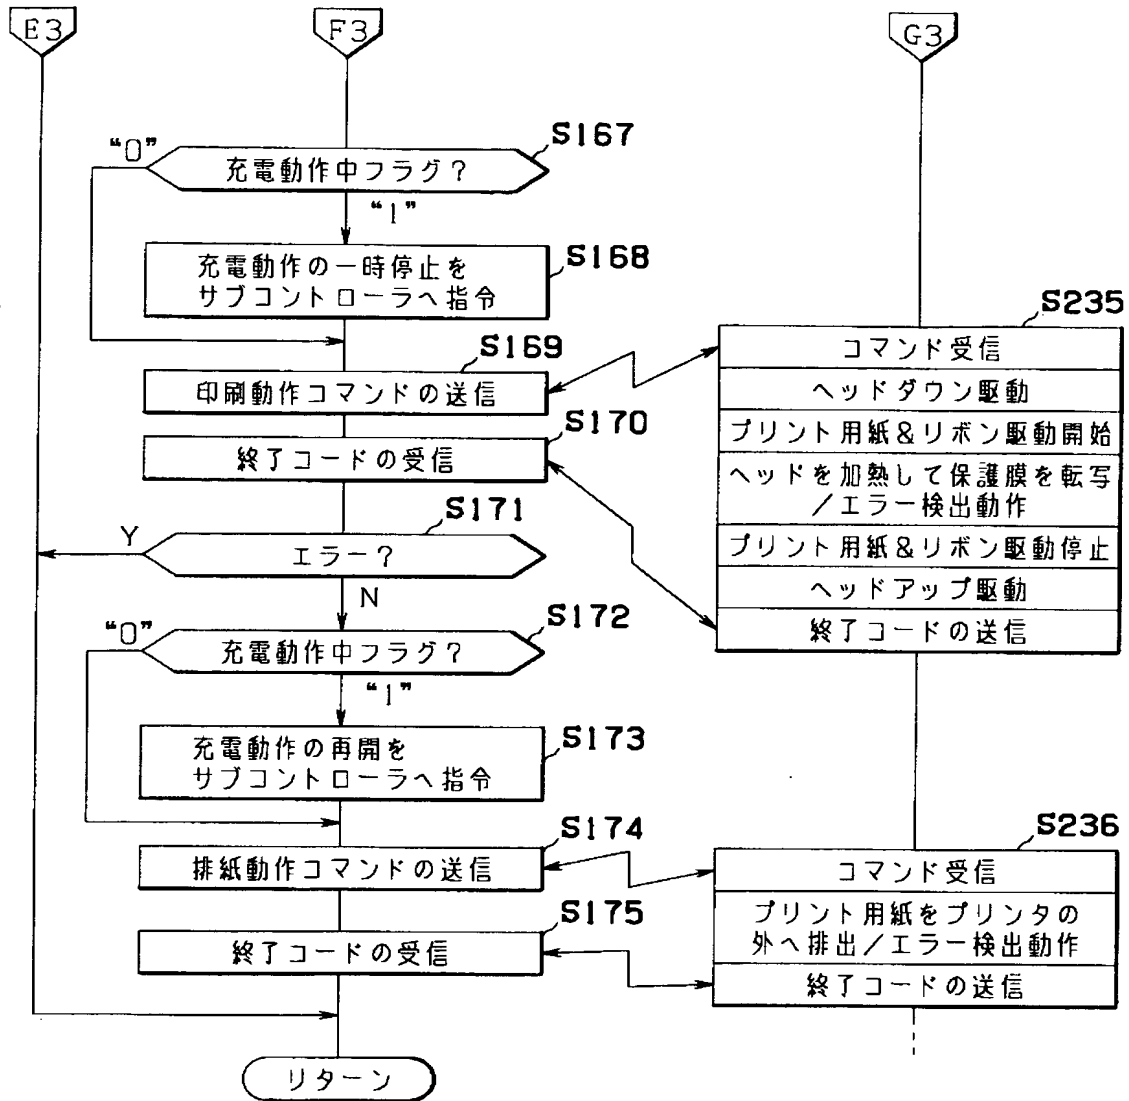 E3
F3
G3
S167
"0"
充電動作中フラグ?
"1"
S168
充電動作の一時停止を
サブコントローラへ指令
S169
印刷動作コマンドの送信
S170
終了コードの受信
S171
Y
エラー?
N
S172
"0"
充電動作中フラグ?
"1"
S173
充電動作の再開を
サブコントローラへ指令
S174
排紙動作コマンドの送信
S175
終了コードの受信
リターン
S235
コマンド受信
ヘッドダウン駆動
プリント用紙&リボン駆動開始
ヘッドを加熱して保護膜を転写
/エラー検出動作
プリント用紙&リボン駆動停止
ヘッドアップ駆動
終了コードの送信
S236
コマンド受信
プリント用紙をプリンタの
外へ排出/エラー検出動作
終了コードの送信